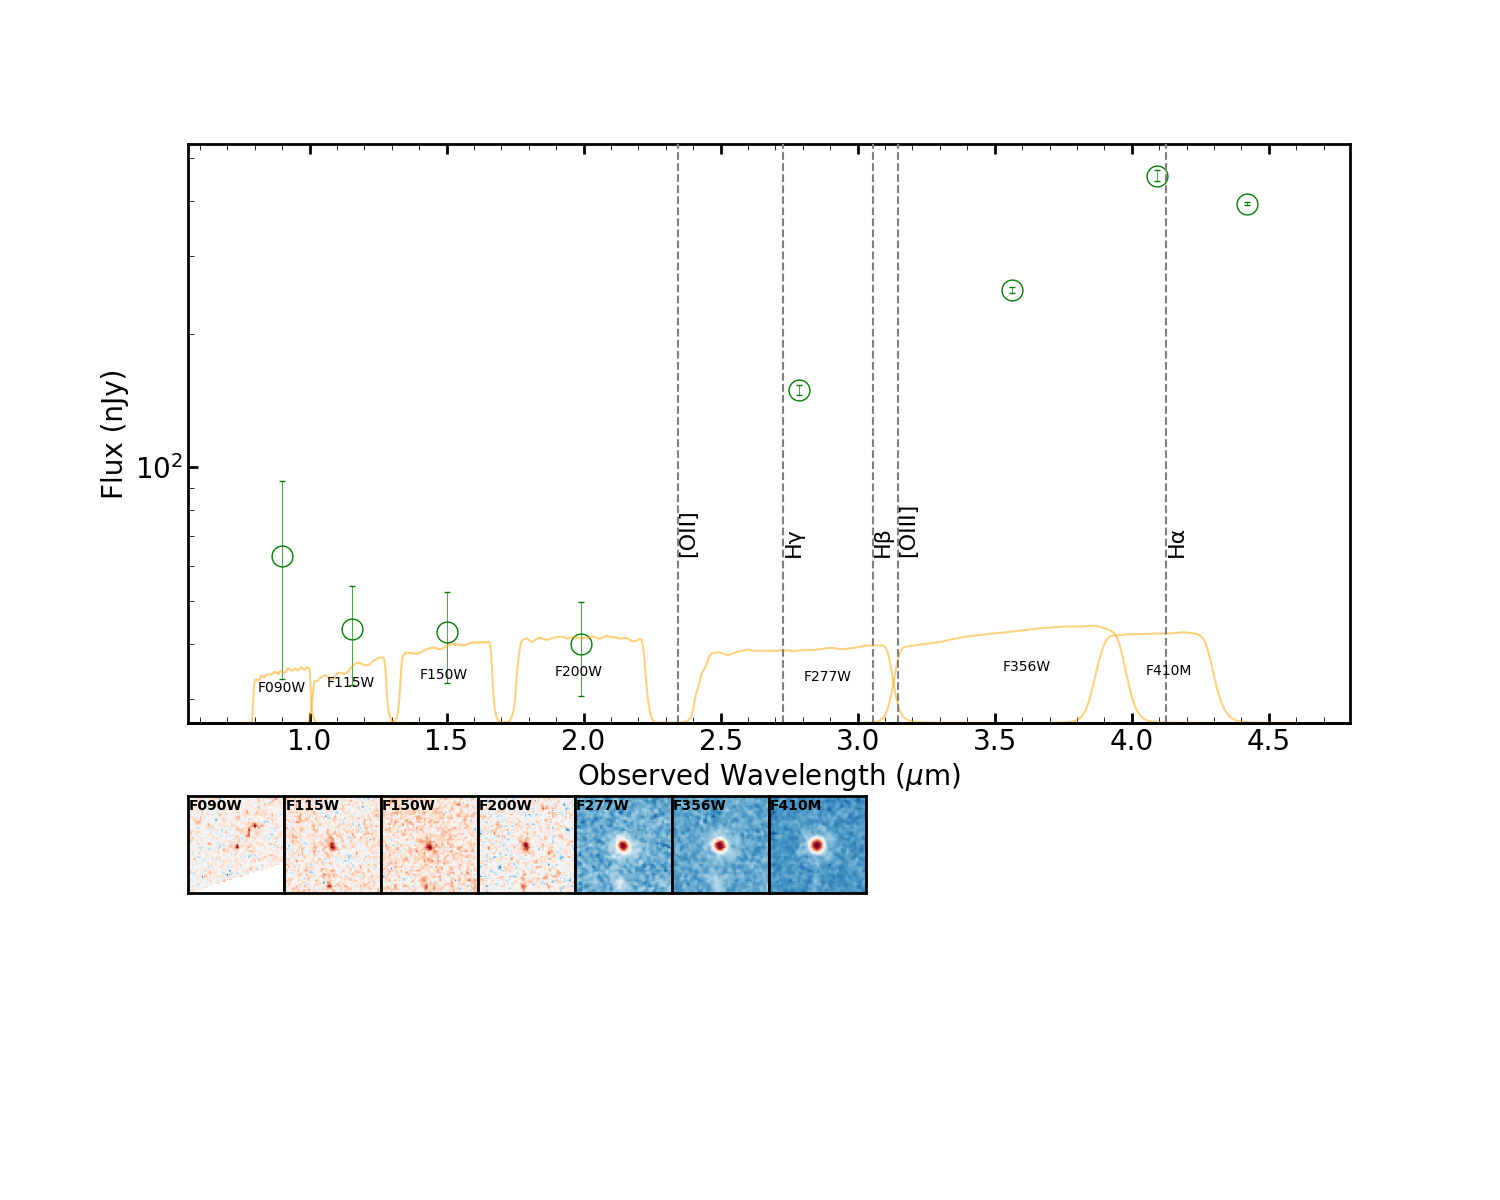 Flux (nJy)
10²
[OII]
Hγ
Hβ
[OIII]
Hα
F090W
F115W
F150W
F200W
F277W
F356W
F410M
1.0 1.5 2.0 2.5 3.0 3.5 4.0 4.5
Observed Wavelength (μm)
F090W F115W F150W F200W F277W F356W F410M